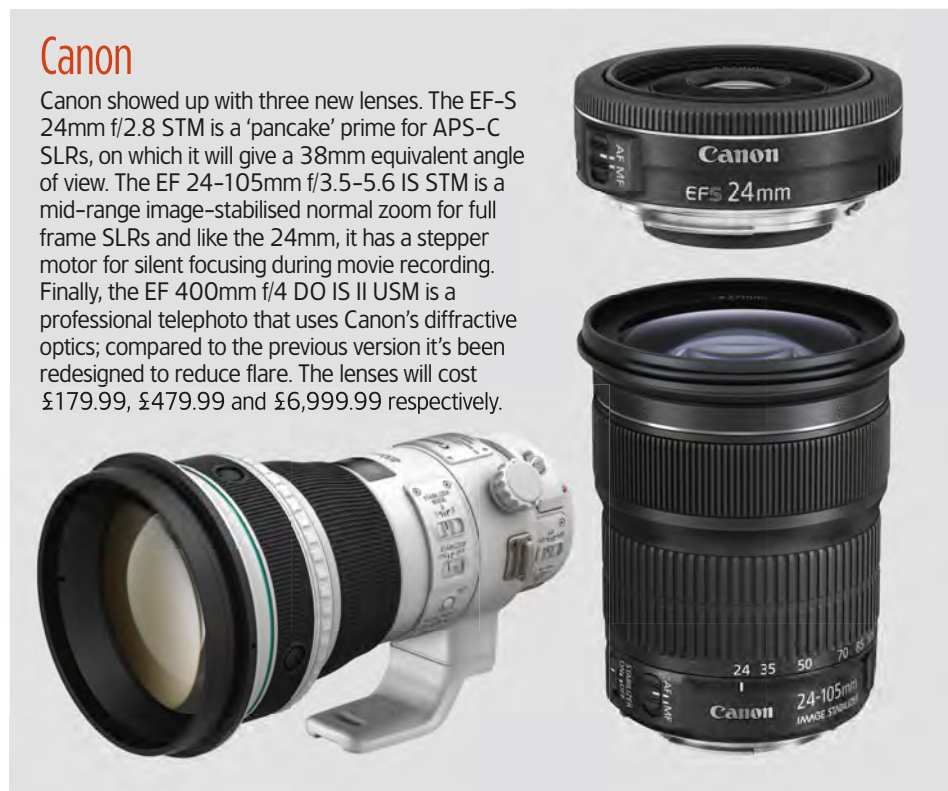 Canon
Canon showed up with three new lenses. The EF-S
24mm f/2.8 STM is a ‘pancake’ prime for APS-C
SLRs, on which it will give a 38mm equivalent angle
of view. The EF 24-105mm f/3.5-5.6 IS STM is a
mid-range image-stabilised normal zoom for full
frame SLRs and like the 24mm, it has a stepper
motor for silent focusing during movie recording.
Finally, the EF 400mm f/4 DO IS II USM is a
professional telephoto that uses Canon’s diffractive
optics; compared to the previous version it’s been
redesigned to reduce flare. The lenses will cost
£179.99, £479.99 and £6,999.99 respectively.
AF MF
Canon
EFS 24mm
24 35 50 70 85
STABILIZER
AF MF
Canon
24-105mm
IMAGE STABILIZER